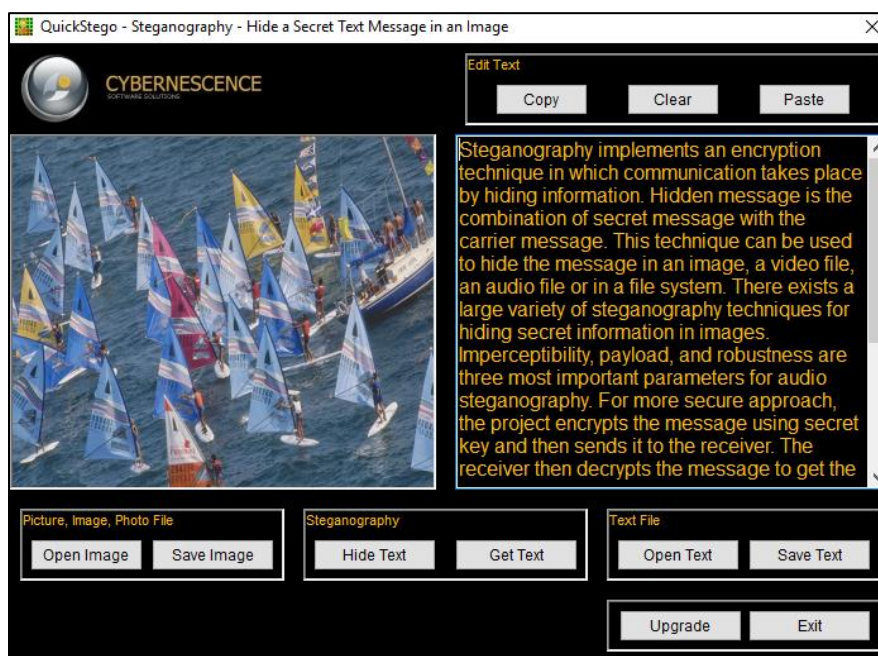 QuickStego - Steganography - Hide a Secret Text Message in an Image
CYBERNESCENCE
SOFTWARE SOLUTIONS
Edit Text
Copy Clear Paste
Steganography implements an encryption
technique in which communication takes place
by hiding information. Hidden message is the
combination of secret message with the
carrier message. This technique can be used
to hide the message in an image, a video file,
an audio file or in a file system. There exists a
large variety of steganography techniques for
hiding secret information in images.
Imperceptibility, payload, and robustness are
three most important parameters for audio
steganography. For more secure approach,
the project encrypts the message using secret
key and then sends it to the receiver. The
receiver then decrypts the message to get the
Picture, Image, Photo File
Open Image Save Image
Steganography
Hide Text Get Text
Text File
Open Text Save Text
Upgrade Exit